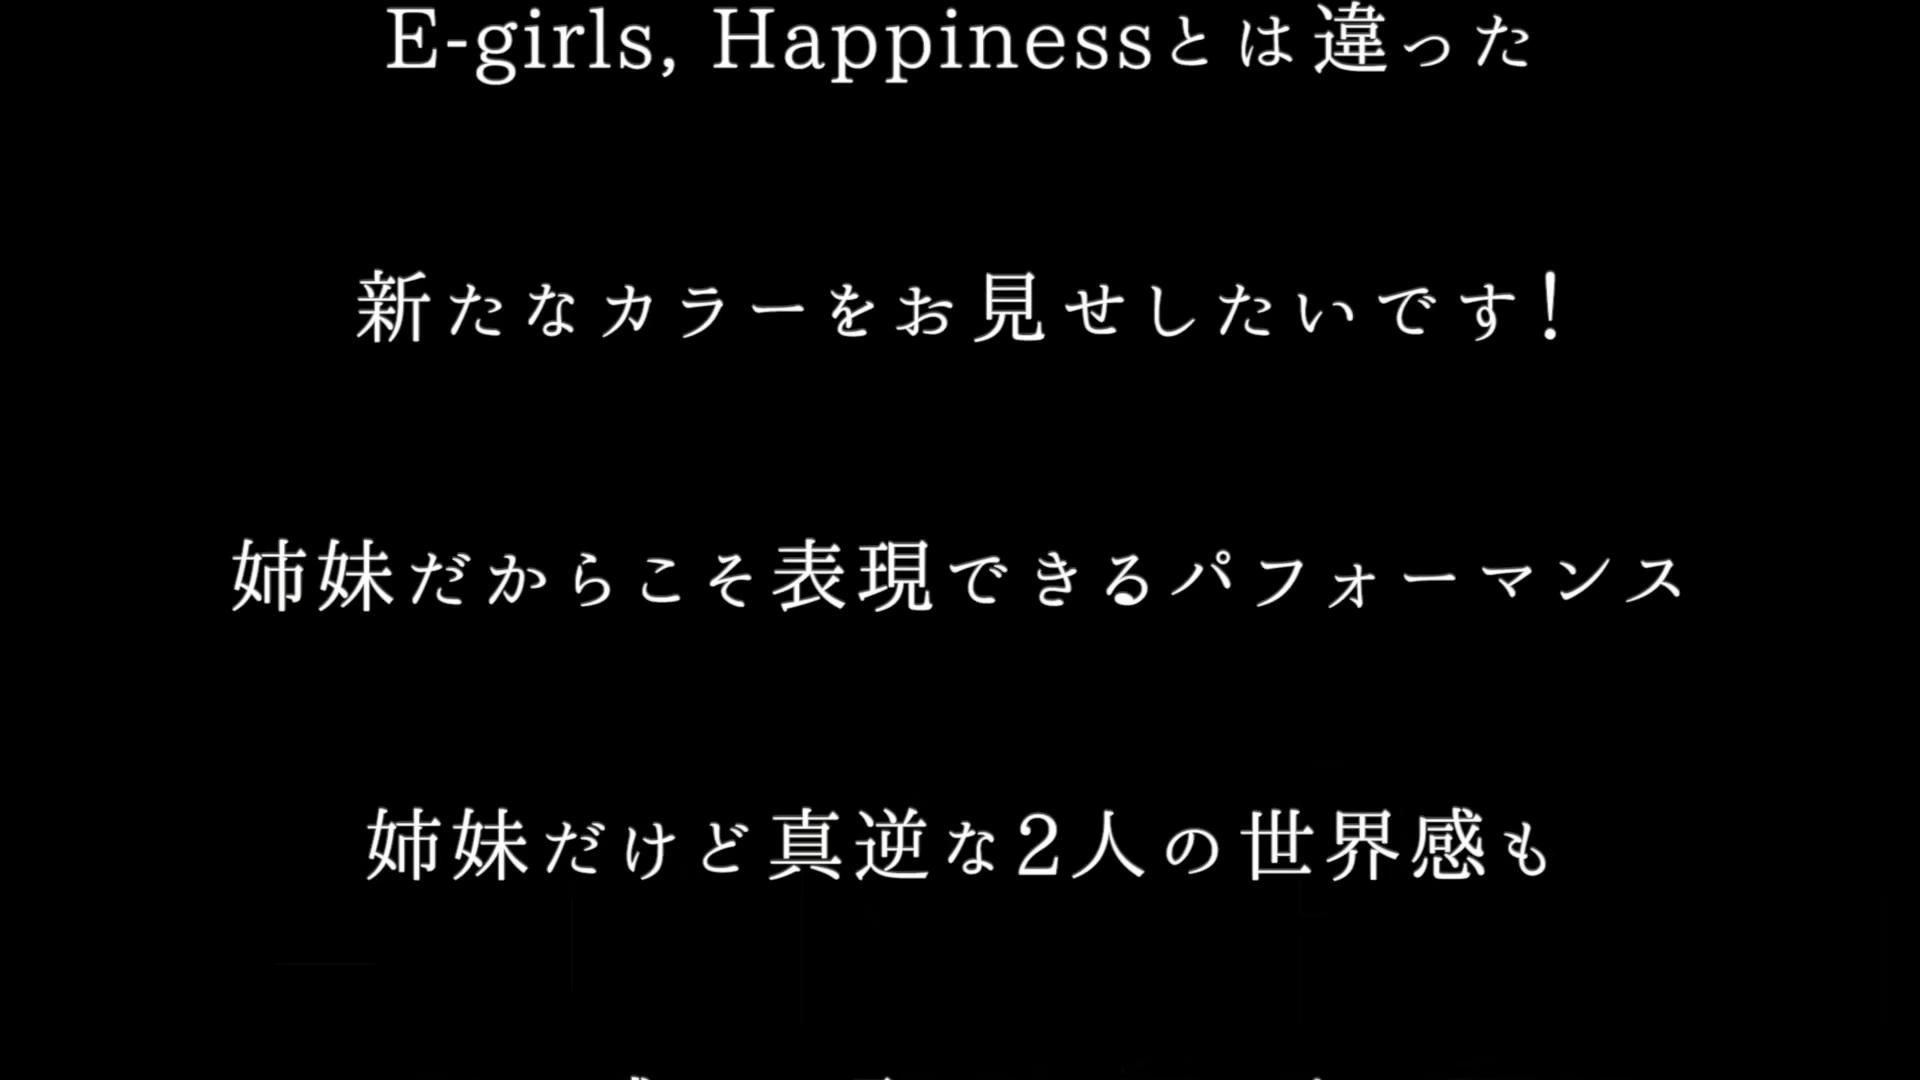 E-girls, Happinessとは違った
新たなカラーをお見せしたいです!
姉妹だからこそ表現できるパフォーマンス
姉妹だけど真逆な2人の世界感も